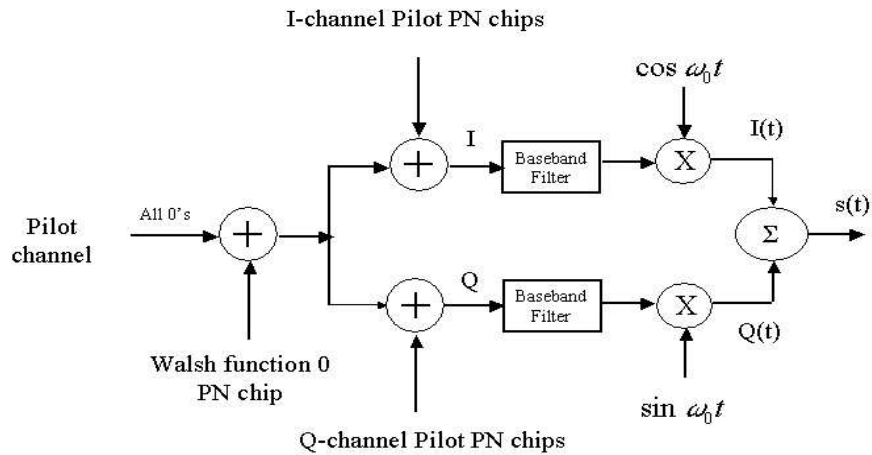 I-channel Pilot PN chips
cos ω₀t
I
Baseband
Filter
X
I(t)
Pilot
channel
All 0's
+
+
Σ
s(t)
Q
+
Baseband
Filter
X
Q(t)
Walsh function 0
PN chip
sin ω₀t
Q-channel Pilot PN chips